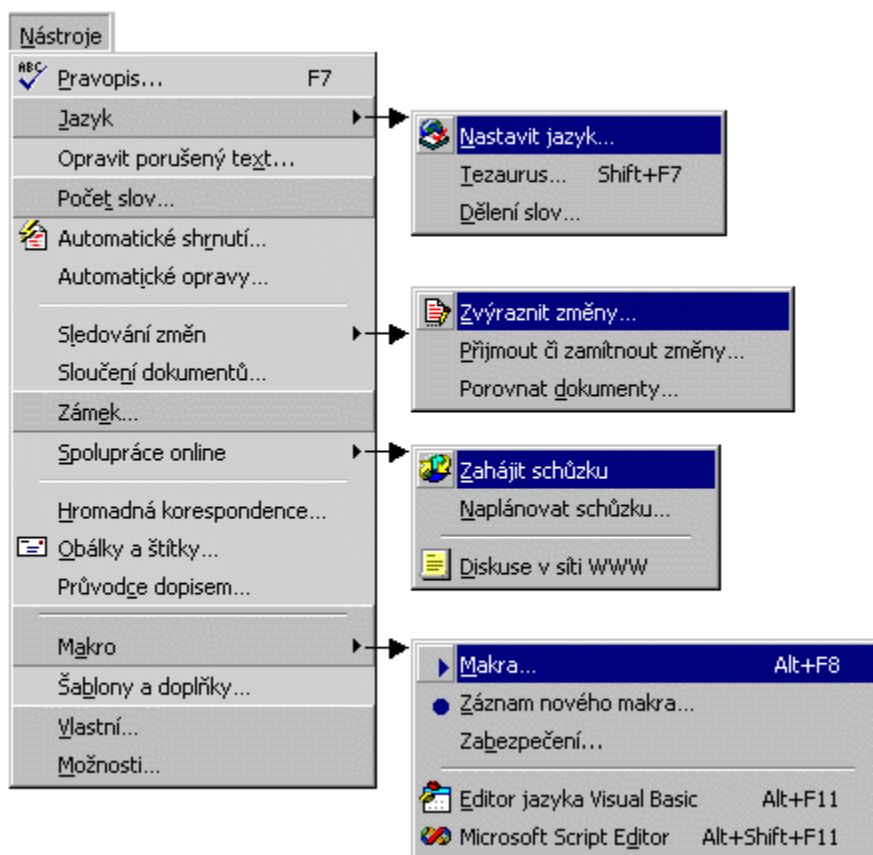 Nástroje
ABC
Pravopis... F7
Jazyk
Opravit porušený text...
Počet slov...
Automatické shrnutí...
Automatické opravy...
Sledování změn
Sloučení dokumentů...
Zámek...
Spolupráce online
Hromadná korespondence...
Obálky a štítky...
Průvodce dopisem...
Makro
Šablony a doplňky...
Vlastní...
Možnosti...
Nastavit jazyk...
Tezaurus... Shift+F7
Dělení slov...
Zvýraznit změny...
Přijmout či zamítnout změny...
Porovnat dokumenty...
Zahájit schůzku
Naplánovat schůzku...
Diskuse v síti WWW
Makra... Alt+F8
Záznam nového makra...
Zabezpečení...
Editor jazyka Visual Basic Alt+F11
Microsoft Script Editor Alt+Shift+F11